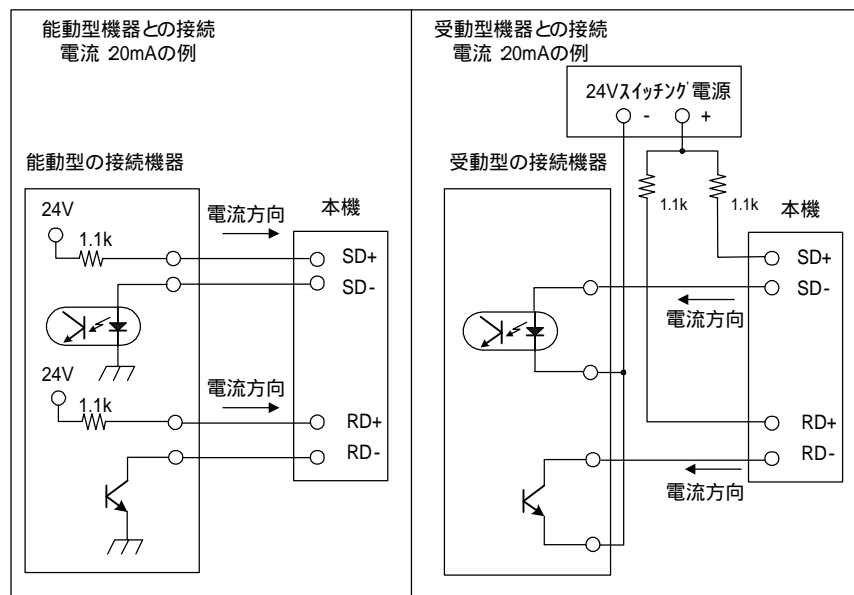 能動型機器との接続
電流 20mAの例
能動型の接続機器
24V
1.1k
電流方向
本機
SD+
SD-
24V
1.1k
電流方向
RD+
RD-
受動型機器との接続
電流 20mAの例
24Vｽｲｯﾁﾝｸﾞ電源
- +
受動型の接続機器
1.1k 1.1k
本機
SD+
SD-
電流方向
RD+
RD-
電流方向